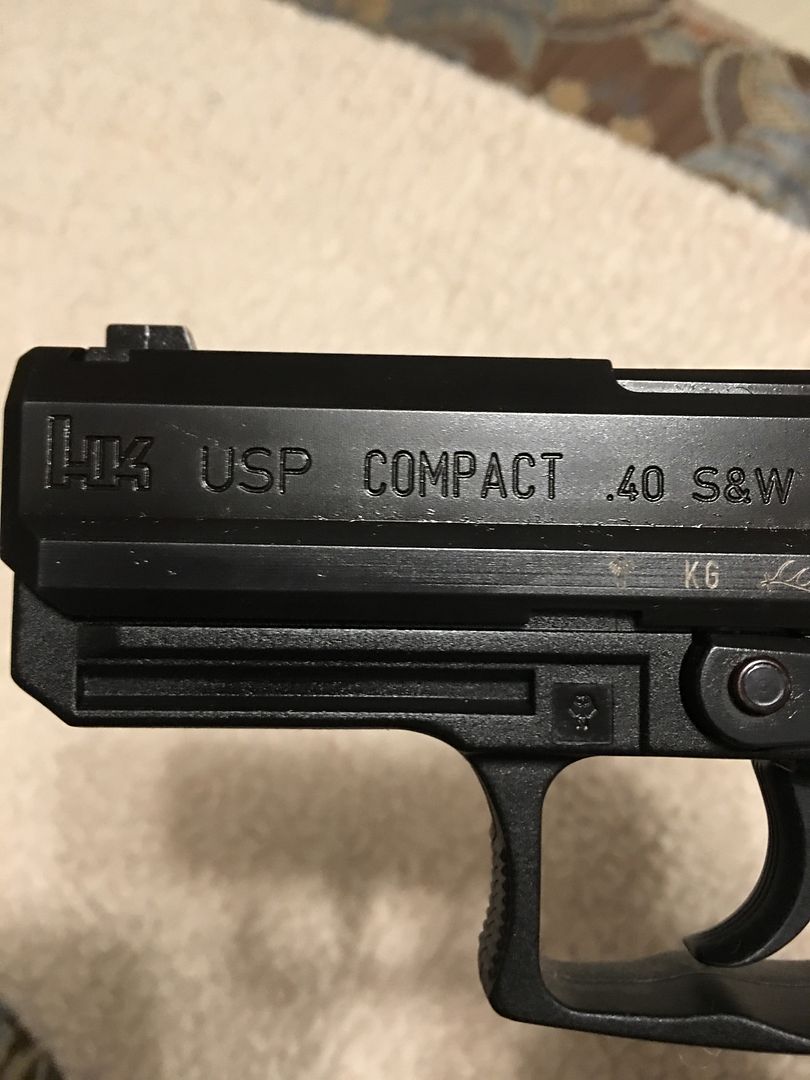 HK USP COMPACT .40 S&W
KG